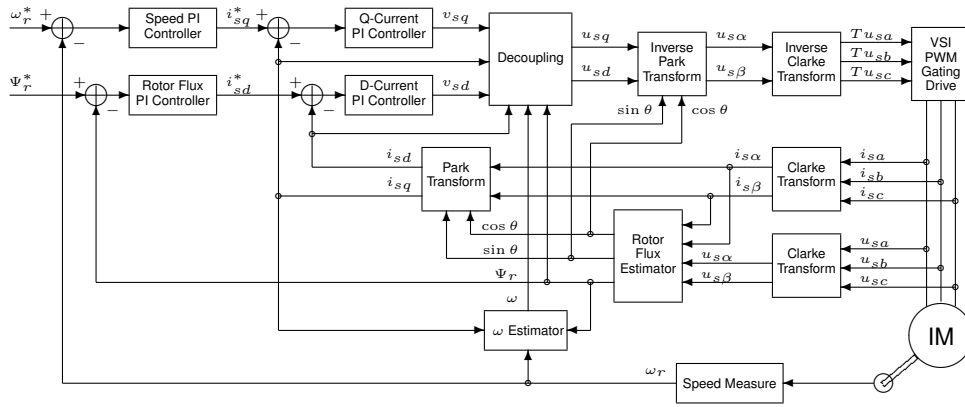 ω*r + − Speed PI Controller i*sq + − Q-Current PI Controller vsq
Ψ*r + − Rotor Flux PI Controller i*sd + − D-Current PI Controller vsd
Decoupling
usq
usd
Inverse Park Transform
sin θ cos θ
usα
usβ
Inverse Clarke Transform
Tusa
Tusb
Tusc
VSI PWM Gating Drive
isd
isq
Park Transform
cos θ
sin θ
isα
isβ
Clarke Transform
isa
isb
isc
Rotor Flux Estimator
usα
usβ
Clarke Transform
usa
usb
usc
Ψr
ω
ω Estimator
IM
ωr
Speed Measure